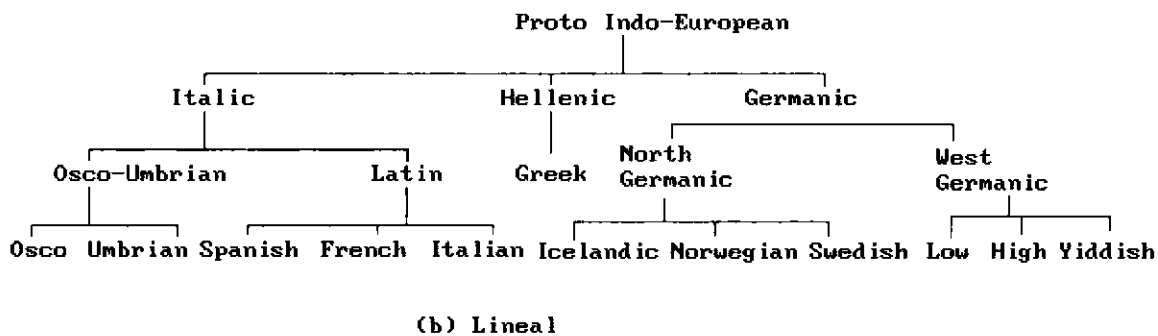 Proto Indo-European
Italic Hellenic Germanic
Osco-Umbrian Latin Greek North Germanic West Germanic
Osco Umbrian Spanish French Italian Icelandic Norwegian Swedish Low High Yiddish
(b) Lineal